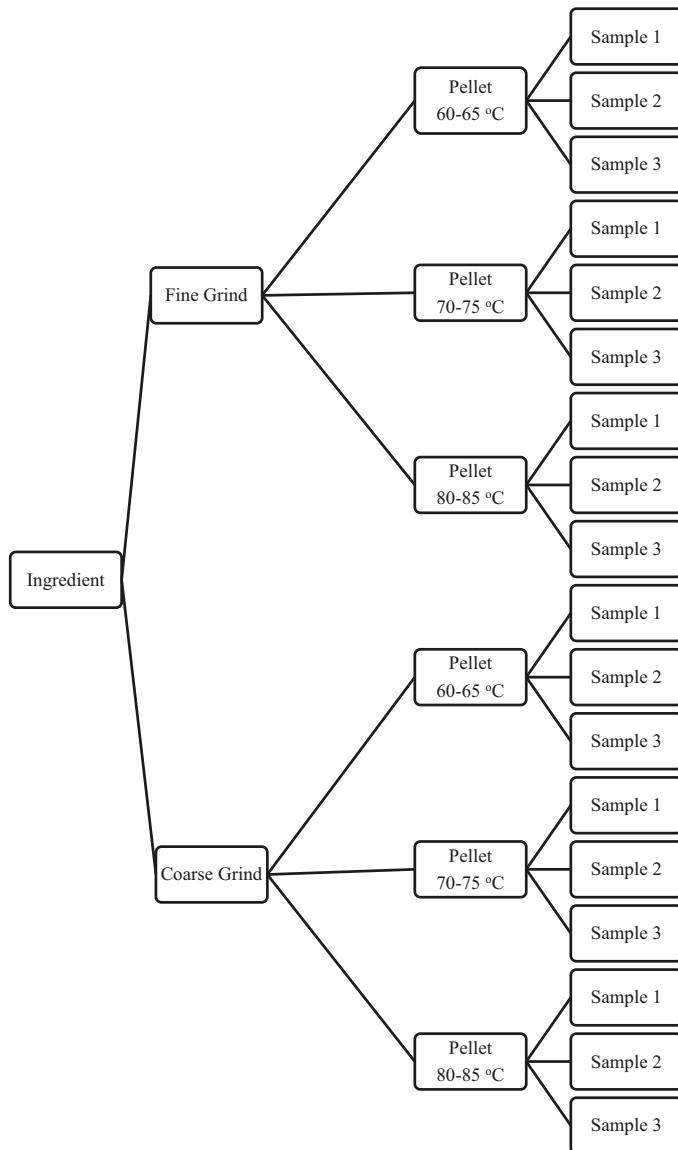 Sample 1
Pellet
60-65 °C
Sample 2
Sample 3
Sample 1
Fine Grind
Pellet
70-75 °C
Sample 2
Sample 3
Sample 1
Pellet
80-85 °C
Sample 2
Sample 3
Ingredient
Sample 1
Pellet
60-65 °C
Sample 2
Sample 3
Sample 1
Coarse Grind
Pellet
70-75 °C
Sample 2
Sample 3
Sample 1
Pellet
80-85 °C
Sample 2
Sample 3